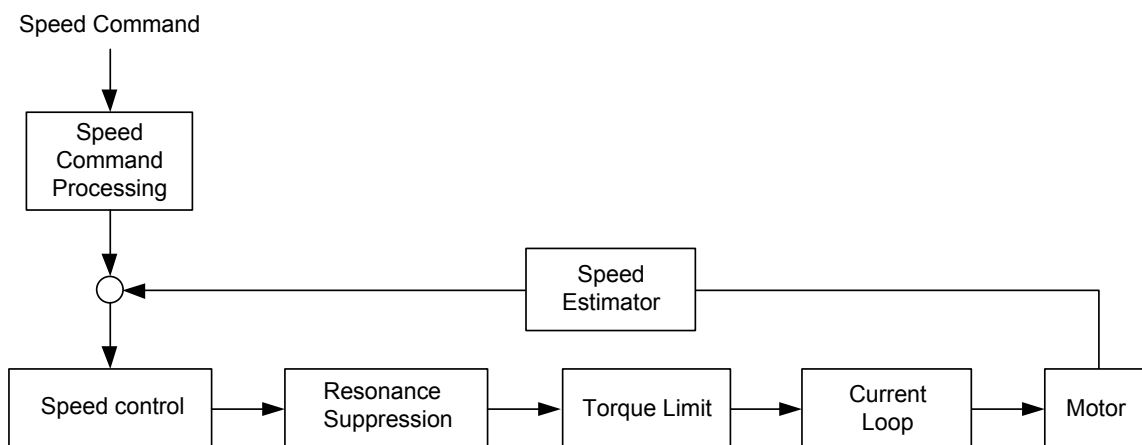 Speed Command
Speed
Command
Processing
Speed
Estimator
Speed control
Resonance
Suppression
Torque Limit
Current
Loop
Motor